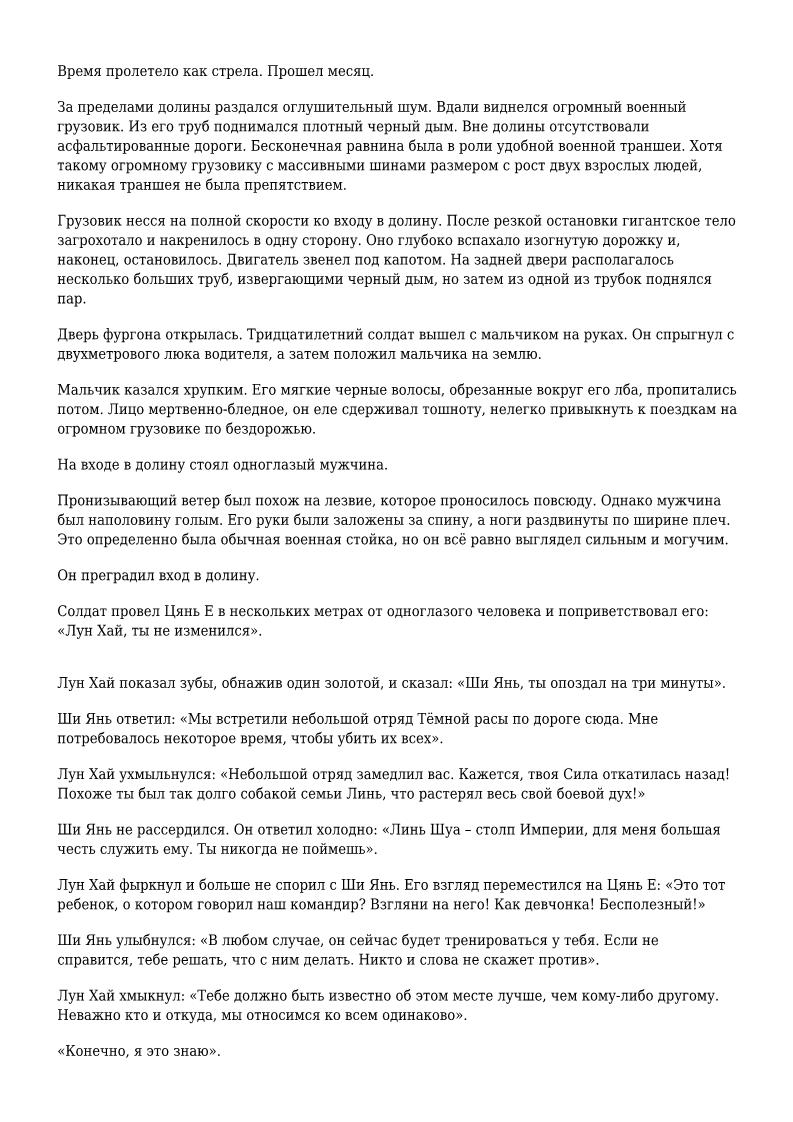 Время пролетело как стрела. Прошел месяц.
За пределами долины раздался оглушительный шум. Вдали виднелся огромный военный
грузовик. Из его труб поднимался плотный черный дым. Вне долины отсутствовали
асфальтированные дороги. Бесконечная равнина была в роли удобной военной траншеи. Хотя
такому огромному грузовику с массивными шинами размером с рост двух взрослых людей,
никакая траншея не была препятствием.
Грузовик несся на полной скорости ко входу в долину. После резкой остановки гигантское тело
загрохотало и накренилось в одну сторону. Оно глубоко вспахало изогнутую дорожку и,
наконец, остановилось. Двигатель звенел под капотом. На задней двери располагалось
несколько больших труб, извергающими черный дым, но затем из одной из трубок поднялся
пар.
Дверь фургона открылась. Тридцатилетний солдат вышел с мальчиком на руках. Он спрыгнул с
двухметрового люка водителя, а затем положил мальчика на землю.
Мальчик казался хрупким. Его мягкие черные волосы, обрезанные вокруг его лба, пропитались
потом. Лицо мертвенно-бледное, он еле сдерживал тошноту, нелегко привыкнуть к поездкам на
огромном грузовике по бездорожью.
На входе в долину стоял одноглазый мужчина.
Пронизывающий ветер был похож на лезвие, которое проносилось повсюду. Однако мужчина
был наполовину голым. Его руки были заложены за спину, а ноги раздвинуты по ширине плеч.
Это определенно была обычная военная стойка, но он всё равно выглядел сильным и могучим.
Он преградил вход в долину.
Солдат провел Цянь Е в нескольких метрах от одноглазого человека и поприветствовал его:
«Лун Хай, ты не изменился».
Лун Хай показал зубы, обнажив один золотой, и сказал: «Ши Янь, ты опоздал на три минуты».
Ши Янь ответил: «Мы встретили небольшой отряд Тёмной расы по дороге сюда. Мне
потребовалось некоторое время, чтобы убить их всех».
Лун Хай ухмыльнулся: «Небольшой отряд замедлил вас. Кажется, твоя Сила откатилась назад!
Похоже ты был так долго собакой семьи Линь, что растерял весь свой боевой дух!»
Ши Янь не рассердился. Он ответил холодно: «Линь Шуа – столп Империи, для меня большая
честь служить ему. Ты никогда не поймешь».
Лун Хай фыркнул и больше не спорил с Ши Янь. Его взгляд переместился на Цянь Е: «Это тот
ребенок, о котором говорил наш командир? Взгляни на него! Как девчонка! Бесполезный!»
Ши Янь улыбнулся: «В любом случае, он сейчас будет тренироваться у тебя. Если не
справится, тебе решать, что с ним делать. Никто и слова не скажет против».
Лун Хай хмыкнул: «Тебе должно быть известно об этом месте лучше, чем кому-либо другому.
Неважно кто и откуда, мы относимся ко всем одинаково».
«Конечно, я это знаю».